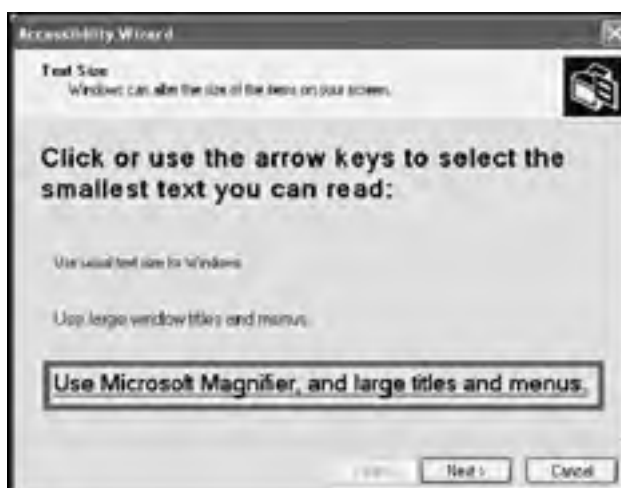 Accessibility Wizard
Text Size
Windows can alter the size of the items on your screen.
Click or use the arrow keys to select the
smallest text you can read:
Use usual text size for Windows.
Use large window titles and menus.
Use Microsoft Magnifier, and large titles and menus.
Next >
Cancel